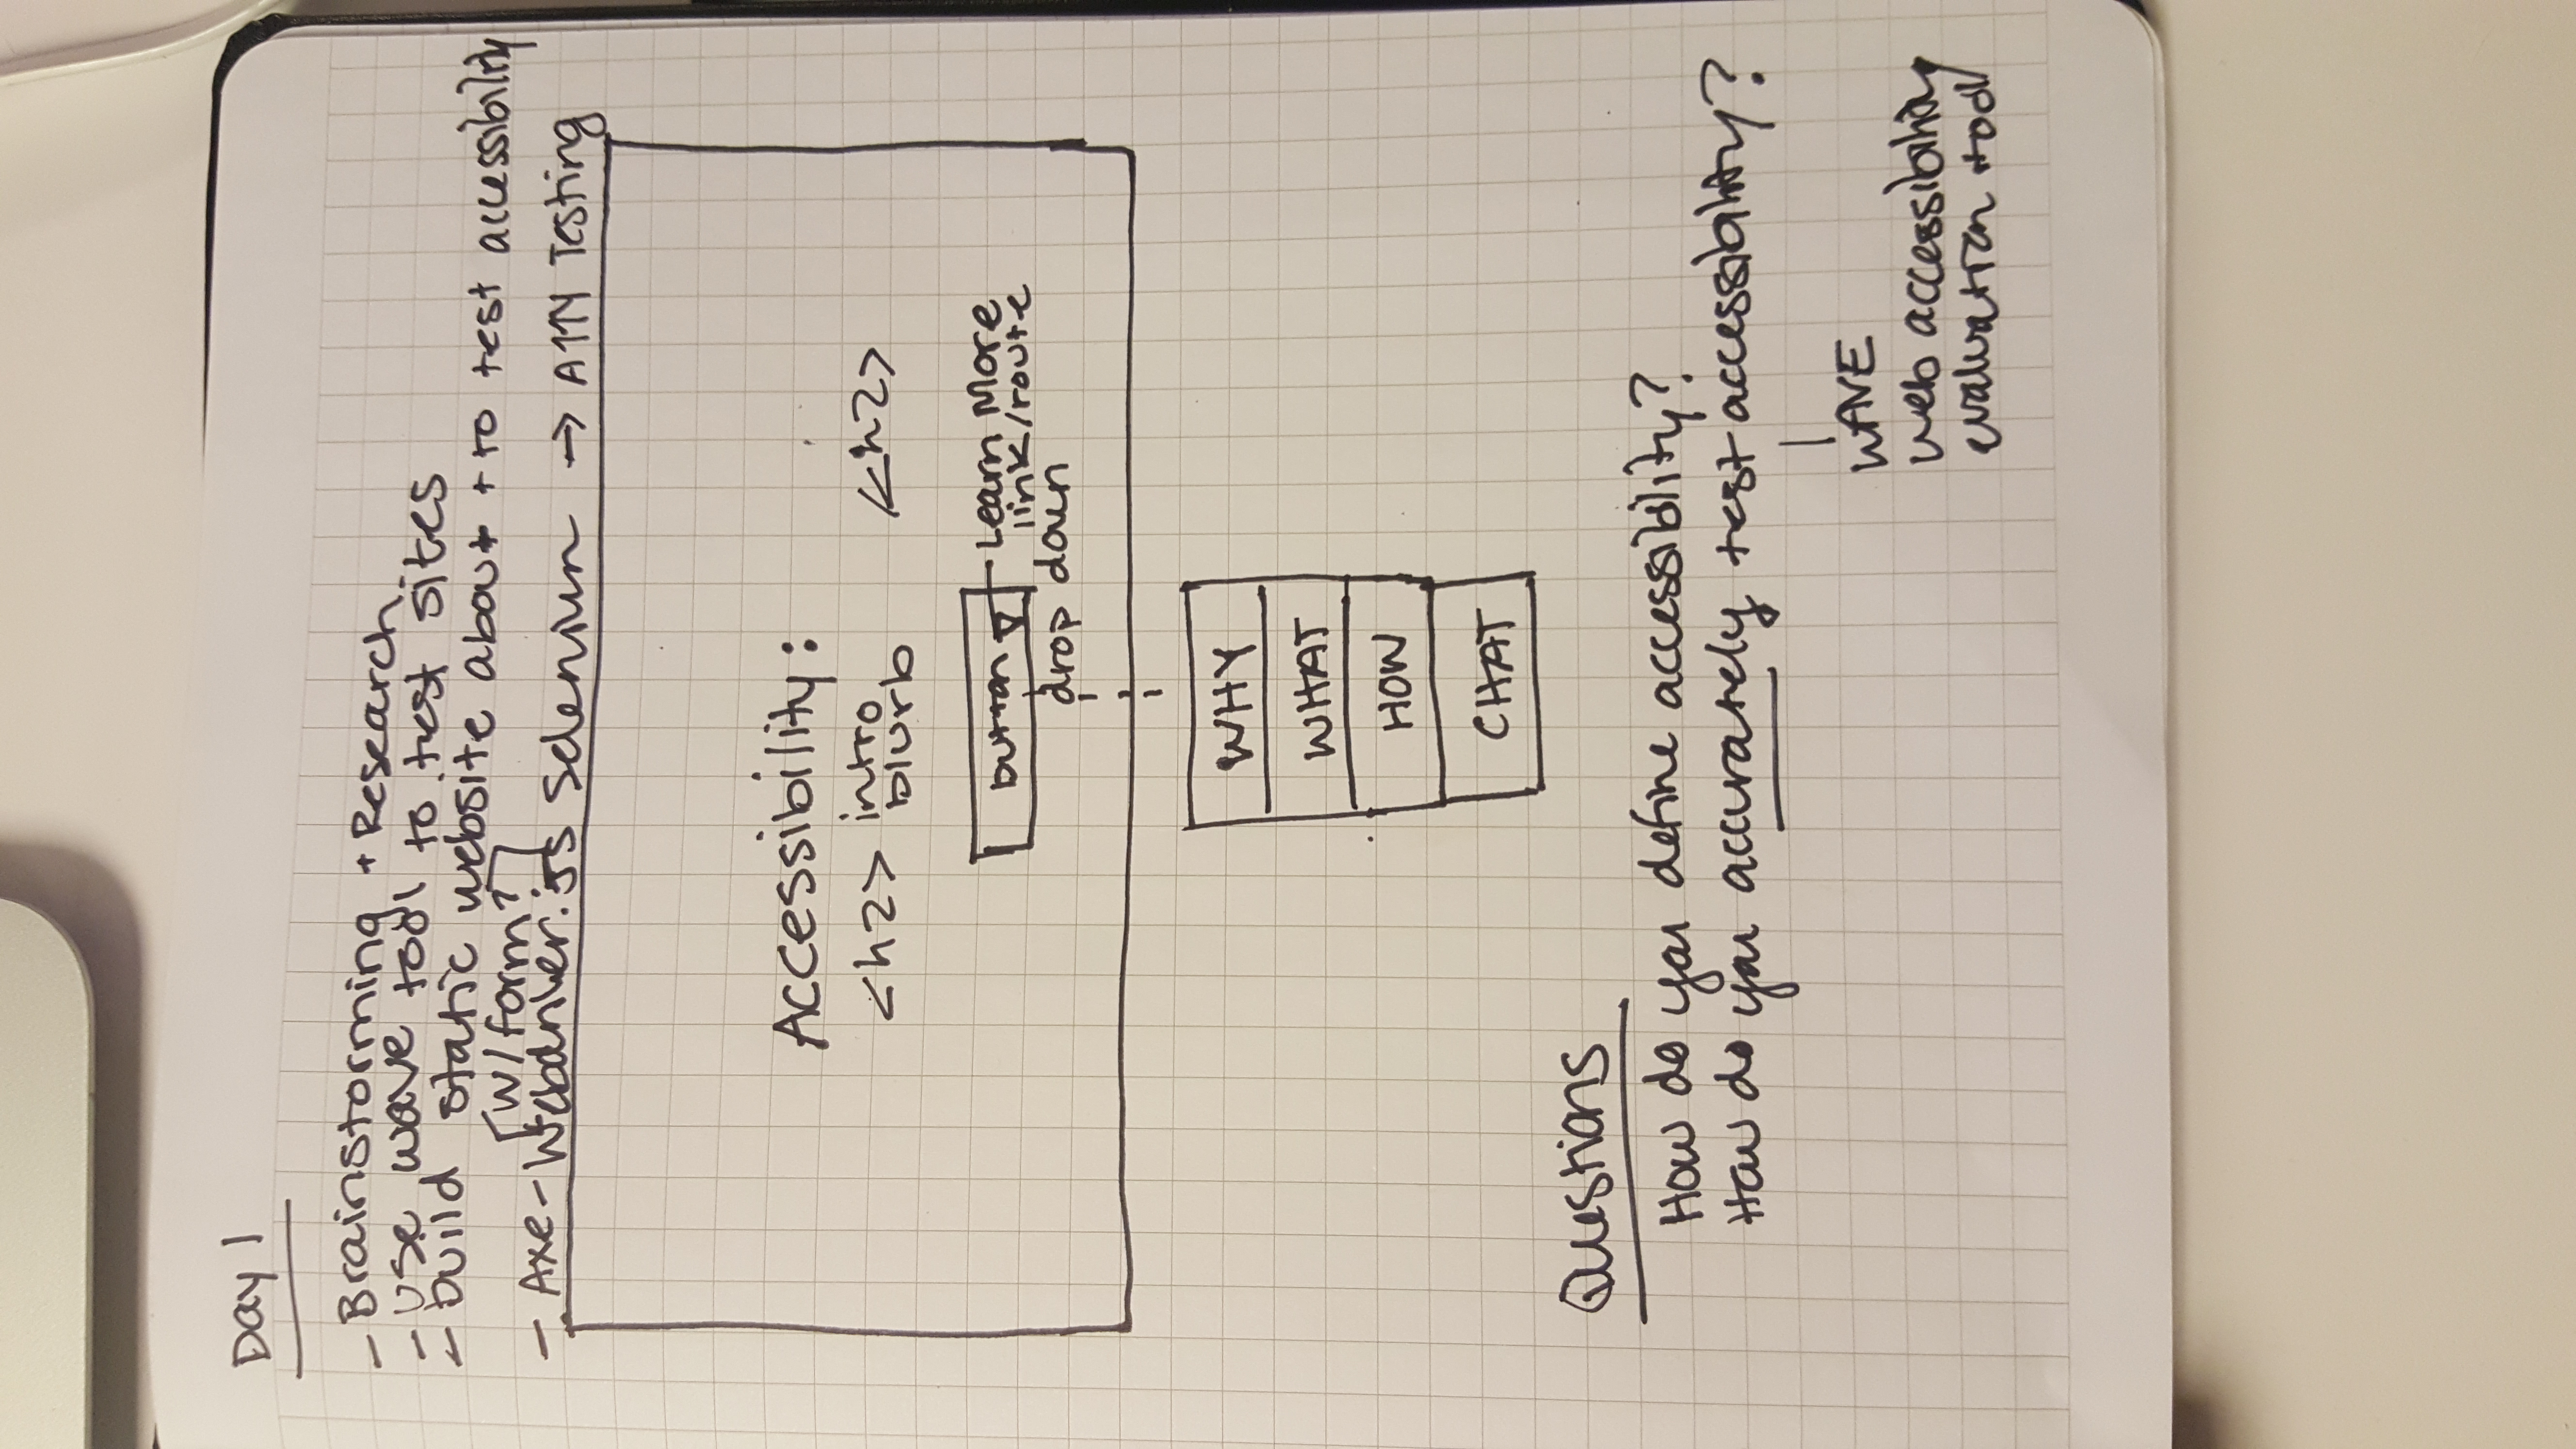 Day 1
- Brainstorming + Research
- use wave tool to test sites
- build static website about + to test accessibility
[w/form?]
- Axe-Webdriver.JS Selenium → A11Y Testing
Accessibility:
<h2> intro blurb </h2>
button ▽ - Learn More
link/route
drop down
WHY
WHAT
HOW
CHAT
Questions
How do you define accessibility?
How do you accurately test accessibility?
WAVE
web accessibility
evaluation tool